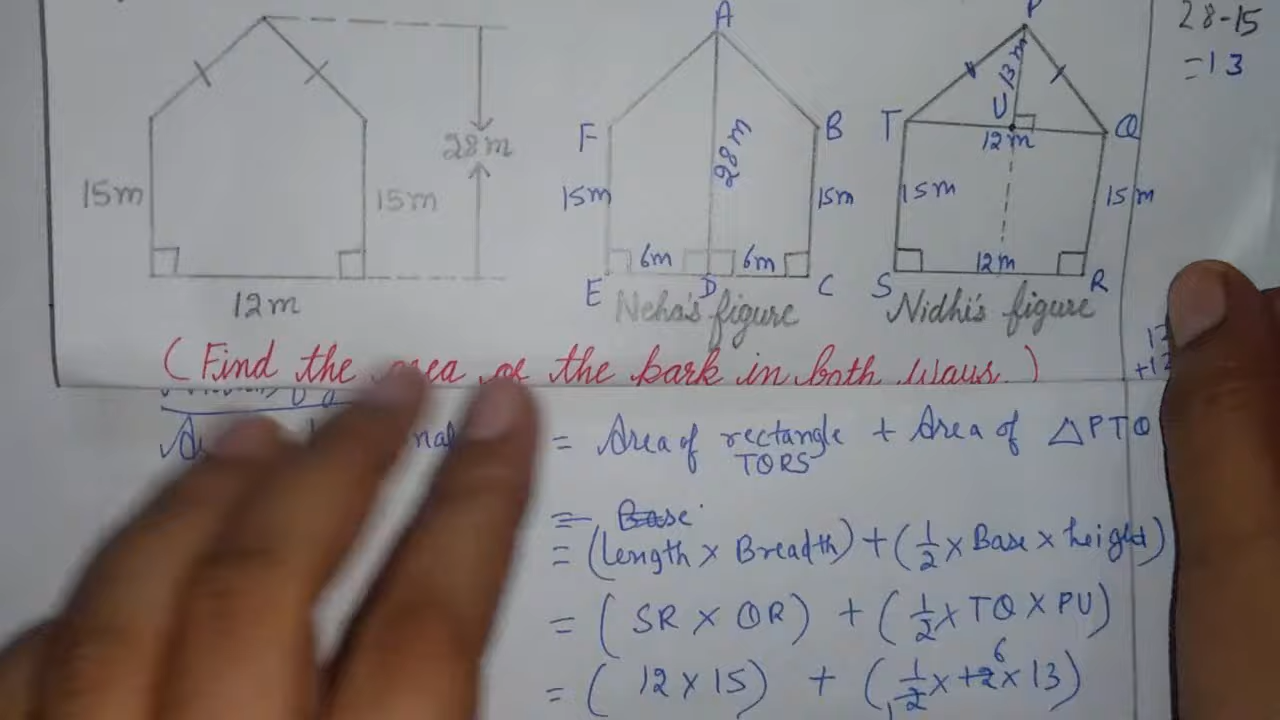 28-15
=13
15m
15m
28m
12m
A
F
B
15m
28m
15m
6m
6m
E
D
C
Neha's figure
P
T
U
Q
13m
12m
15m
15m
12m
S
R
Nidhi's figure
(Find the area of the park in both ways.)
= Area of rectangle + Area of △PTQ
TQRS
= Base
= (length × Breadth) + (1/2 × Base × height)
= (SR × QR) + (1/2 × TQ × PU)
= (12 × 15) + (1/2 × 12 6 × 13)